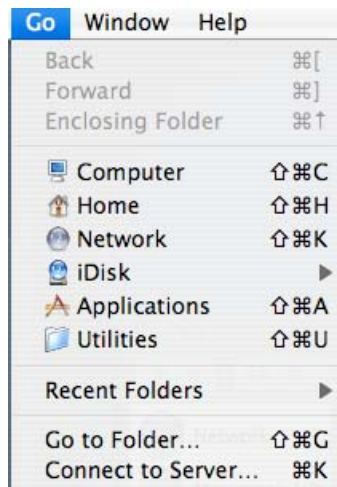 Go Window Help
Back ⌘[
Forward ⌘]
Enclosing Folder ⌘↑
Computer ⇧⌘C
Home ⇧⌘H
Network ⇧⌘K
iDisk
Applications ⇧⌘A
Utilities ⇧⌘U
Recent Folders
Go to Folder... ⇧⌘G
Connect to Server... ⌘K